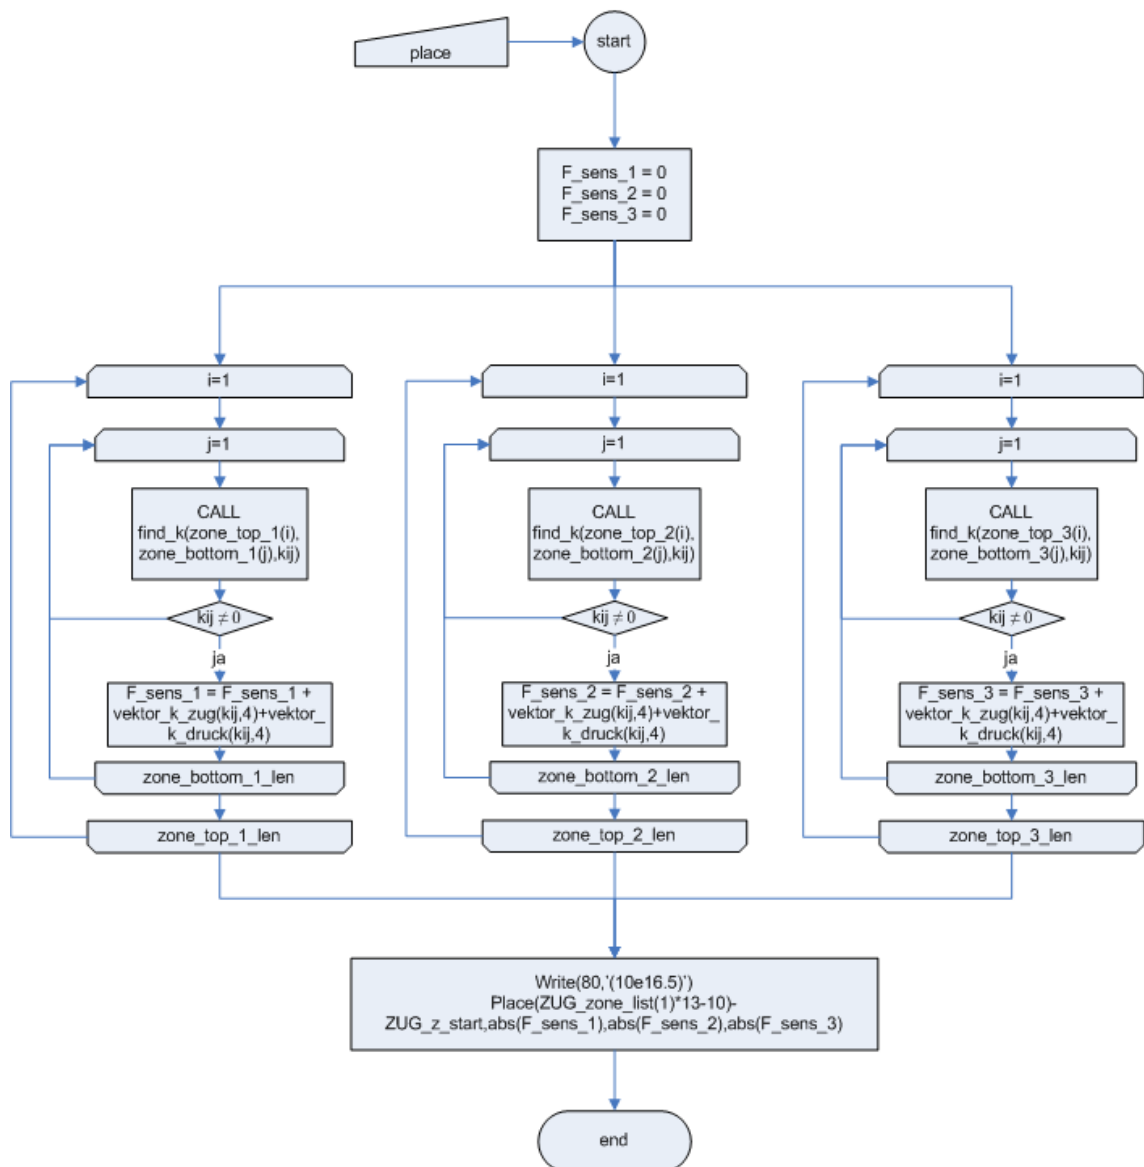 place
start
F_sens_1 = 0
F_sens_2 = 0
F_sens_3 = 0
i=1
j=1
CALL
find_k(zone_top_1(i),
zone_bottom_1(j),kij)
kij ≠ 0
ja
F_sens_1 = F_sens_1 +
vektor_k_zug(kij,4)+vektor_
k_druck(kij,4)
zone_bottom_1_len
zone_top_1_len
i=1
j=1
CALL
find_k(zone_top_2(i),
zone_bottom_2(j),kij)
kij ≠ 0
ja
F_sens_2 = F_sens_2 +
vektor_k_zug(kij,4)+vektor_
k_druck(kij,4)
zone_bottom_2_len
zone_top_2_len
i=1
j=1
CALL
find_k(zone_top_3(i),
zone_bottom_3(j),kij)
kij ≠ 0
ja
F_sens_3 = F_sens_3 +
vektor_k_zug(kij,4)+vektor_
k_druck(kij,4)
zone_bottom_3_len
zone_top_3_len
Write(80,'(10e16.5)')
Place(ZUG_zone_list(1)*13-10)-
ZUG_z_start,abs(F_sens_1),abs(F_sens_2),abs(F_sens_3)
end